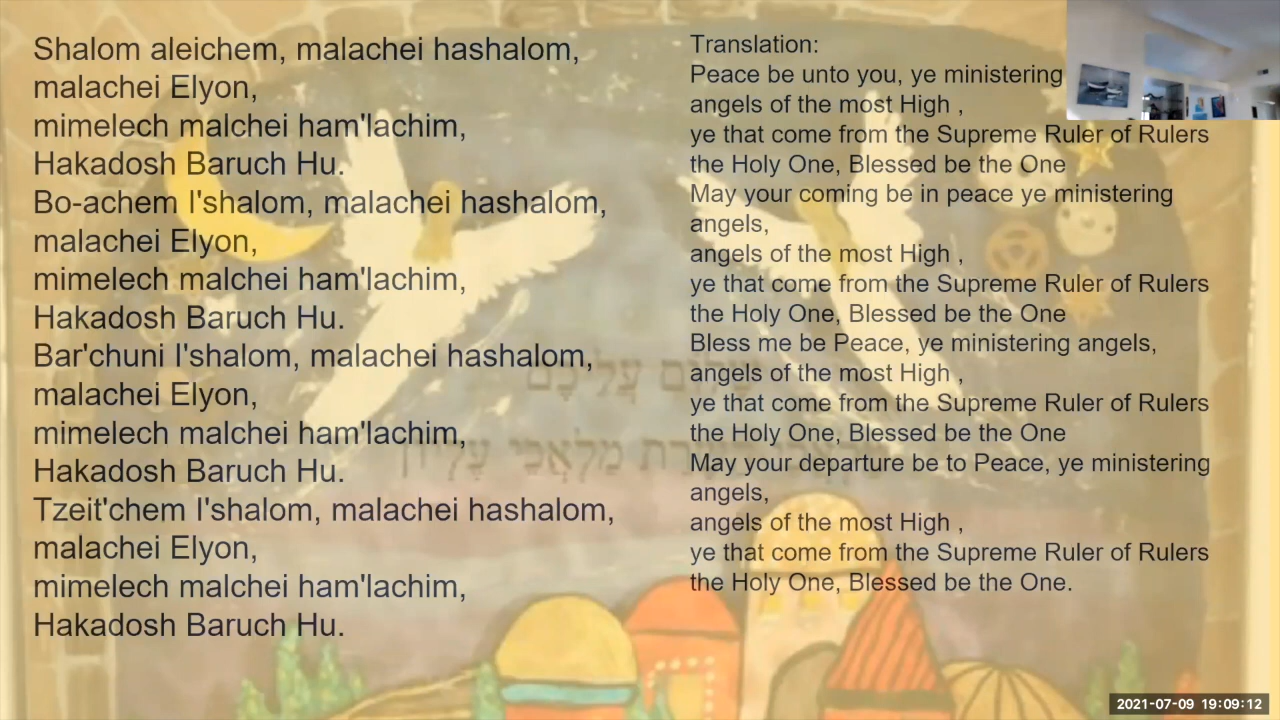 Shalom aleichem, malachei hashalom,
malachei Elyon,
mimelech malchei ham'lachim,
Hakadosh Baruch Hu.
Bo-achem l'shalom, malachei hashalom,
malachei Elyon,
mimelech malchei ham'lachim,
Hakadosh Baruch Hu.
Bar'chuni l'shalom, malachei hashalom,
malachei Elyon,
mimelech malchei ham'lachim,
Hakadosh Baruch Hu.
Tzeit'chem l'shalom, malachei hashalom,
malachei Elyon,
mimelech malchei ham'lachim,
Hakadosh Baruch Hu.
Translation:
Peace be unto you, ye ministering
angels of the most High ,
ye that come from the Supreme Ruler of Rulers
the Holy One, Blessed be the One
May your coming be in peace ye ministering
angels,
angels of the most High ,
ye that come from the Supreme Ruler of Rulers
the Holy One, Blessed be the One
Bless me be Peace, ye ministering angels,
angels of the most High ,
ye that come from the Supreme Ruler of Rulers
the Holy One, Blessed be the One
May your departure be to Peace, ye ministering
angels,
angels of the most High ,
ye that come from the Supreme Ruler of Rulers
the Holy One, Blessed be the One.
עֲלֵיכֶם
מַלְאֲכֵי עֶלְיוֹן
2021-07-09 19:09:12